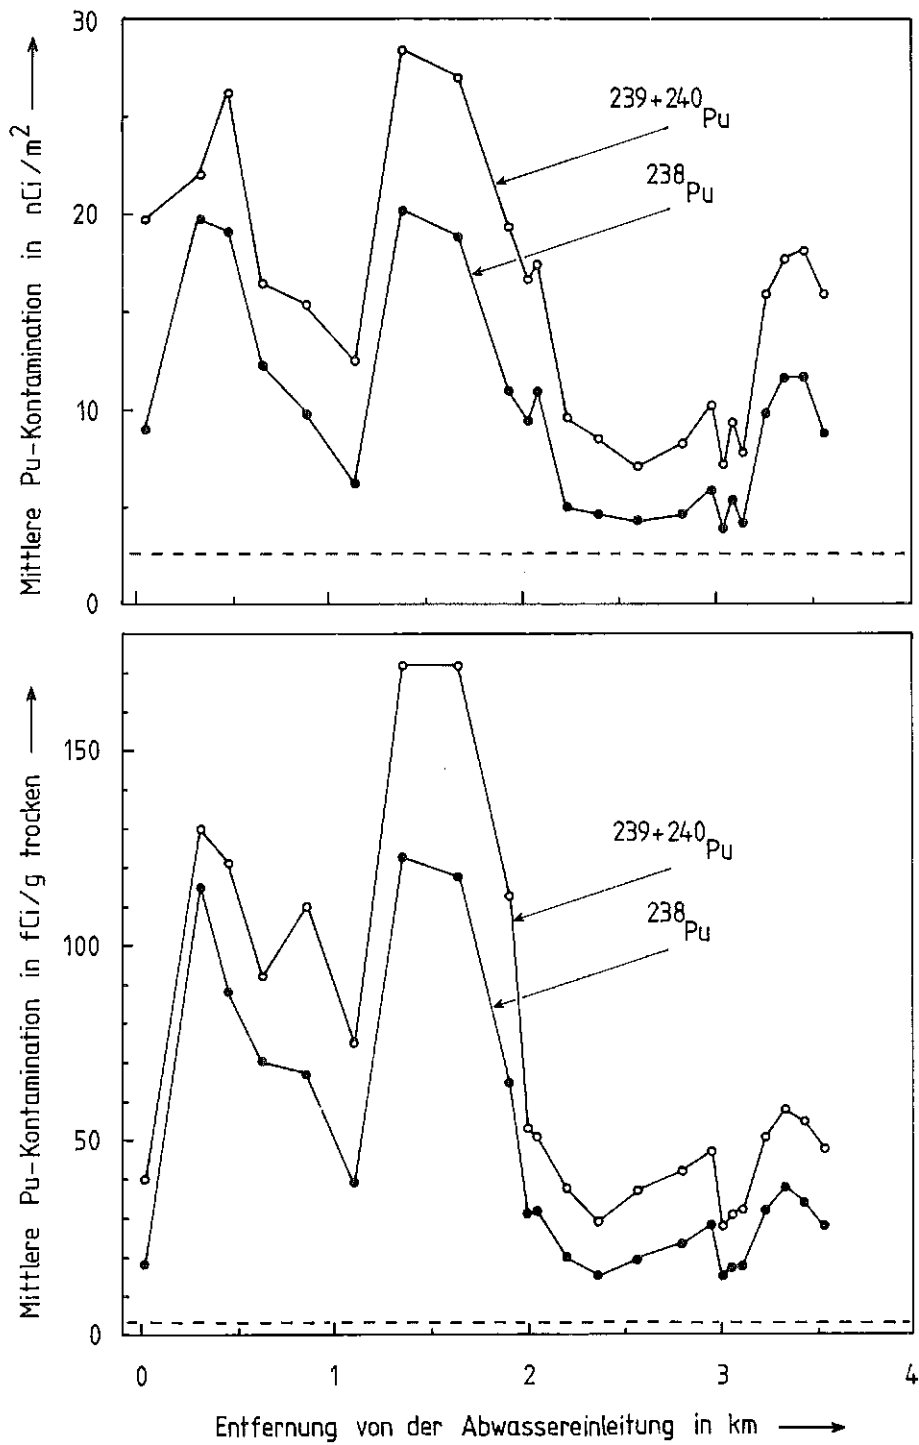 Mittlere Pu-Kontamination in nCi/m²
30
20
10
0
239+240Pu
238Pu
Mittlere Pu-Kontamination in fCi/g trocken
150
100
50
0
239+240Pu
238Pu
0 1 2 3 4
Entfernung von der Abwassereinleitung in km